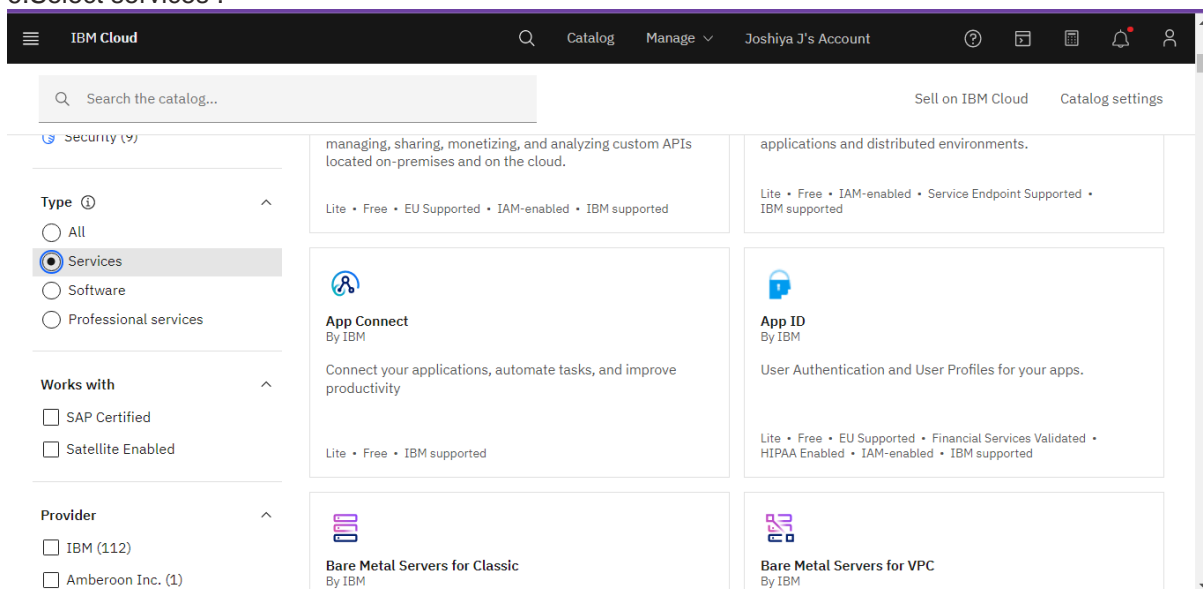 IBM Cloud
Catalog
Manage
Joshiya J's Account
Search the catalog...
Sell on IBM Cloud
Catalog settings
Security (9)
Type
All
Services
Software
Professional services
Works with
SAP Certified
Satellite Enabled
Provider
IBM (112)
Amberoon Inc. (1)
managing, sharing, monetizing, and analyzing custom APIs
located on-premises and on the cloud.
Lite • Free • EU Supported • IAM-enabled • IBM supported
applications and distributed environments.
Lite • Free • IAM-enabled • Service Endpoint Supported •
IBM supported
App Connect
By IBM
Connect your applications, automate tasks, and improve
productivity
Lite • Free • IBM supported
App ID
By IBM
User Authentication and User Profiles for your apps.
Lite • Free • EU Supported • Financial Services Validated •
HIPAA Enabled • IAM-enabled • IBM supported
Bare Metal Servers for Classic
By IBM
Bare Metal Servers for VPC
By IBM